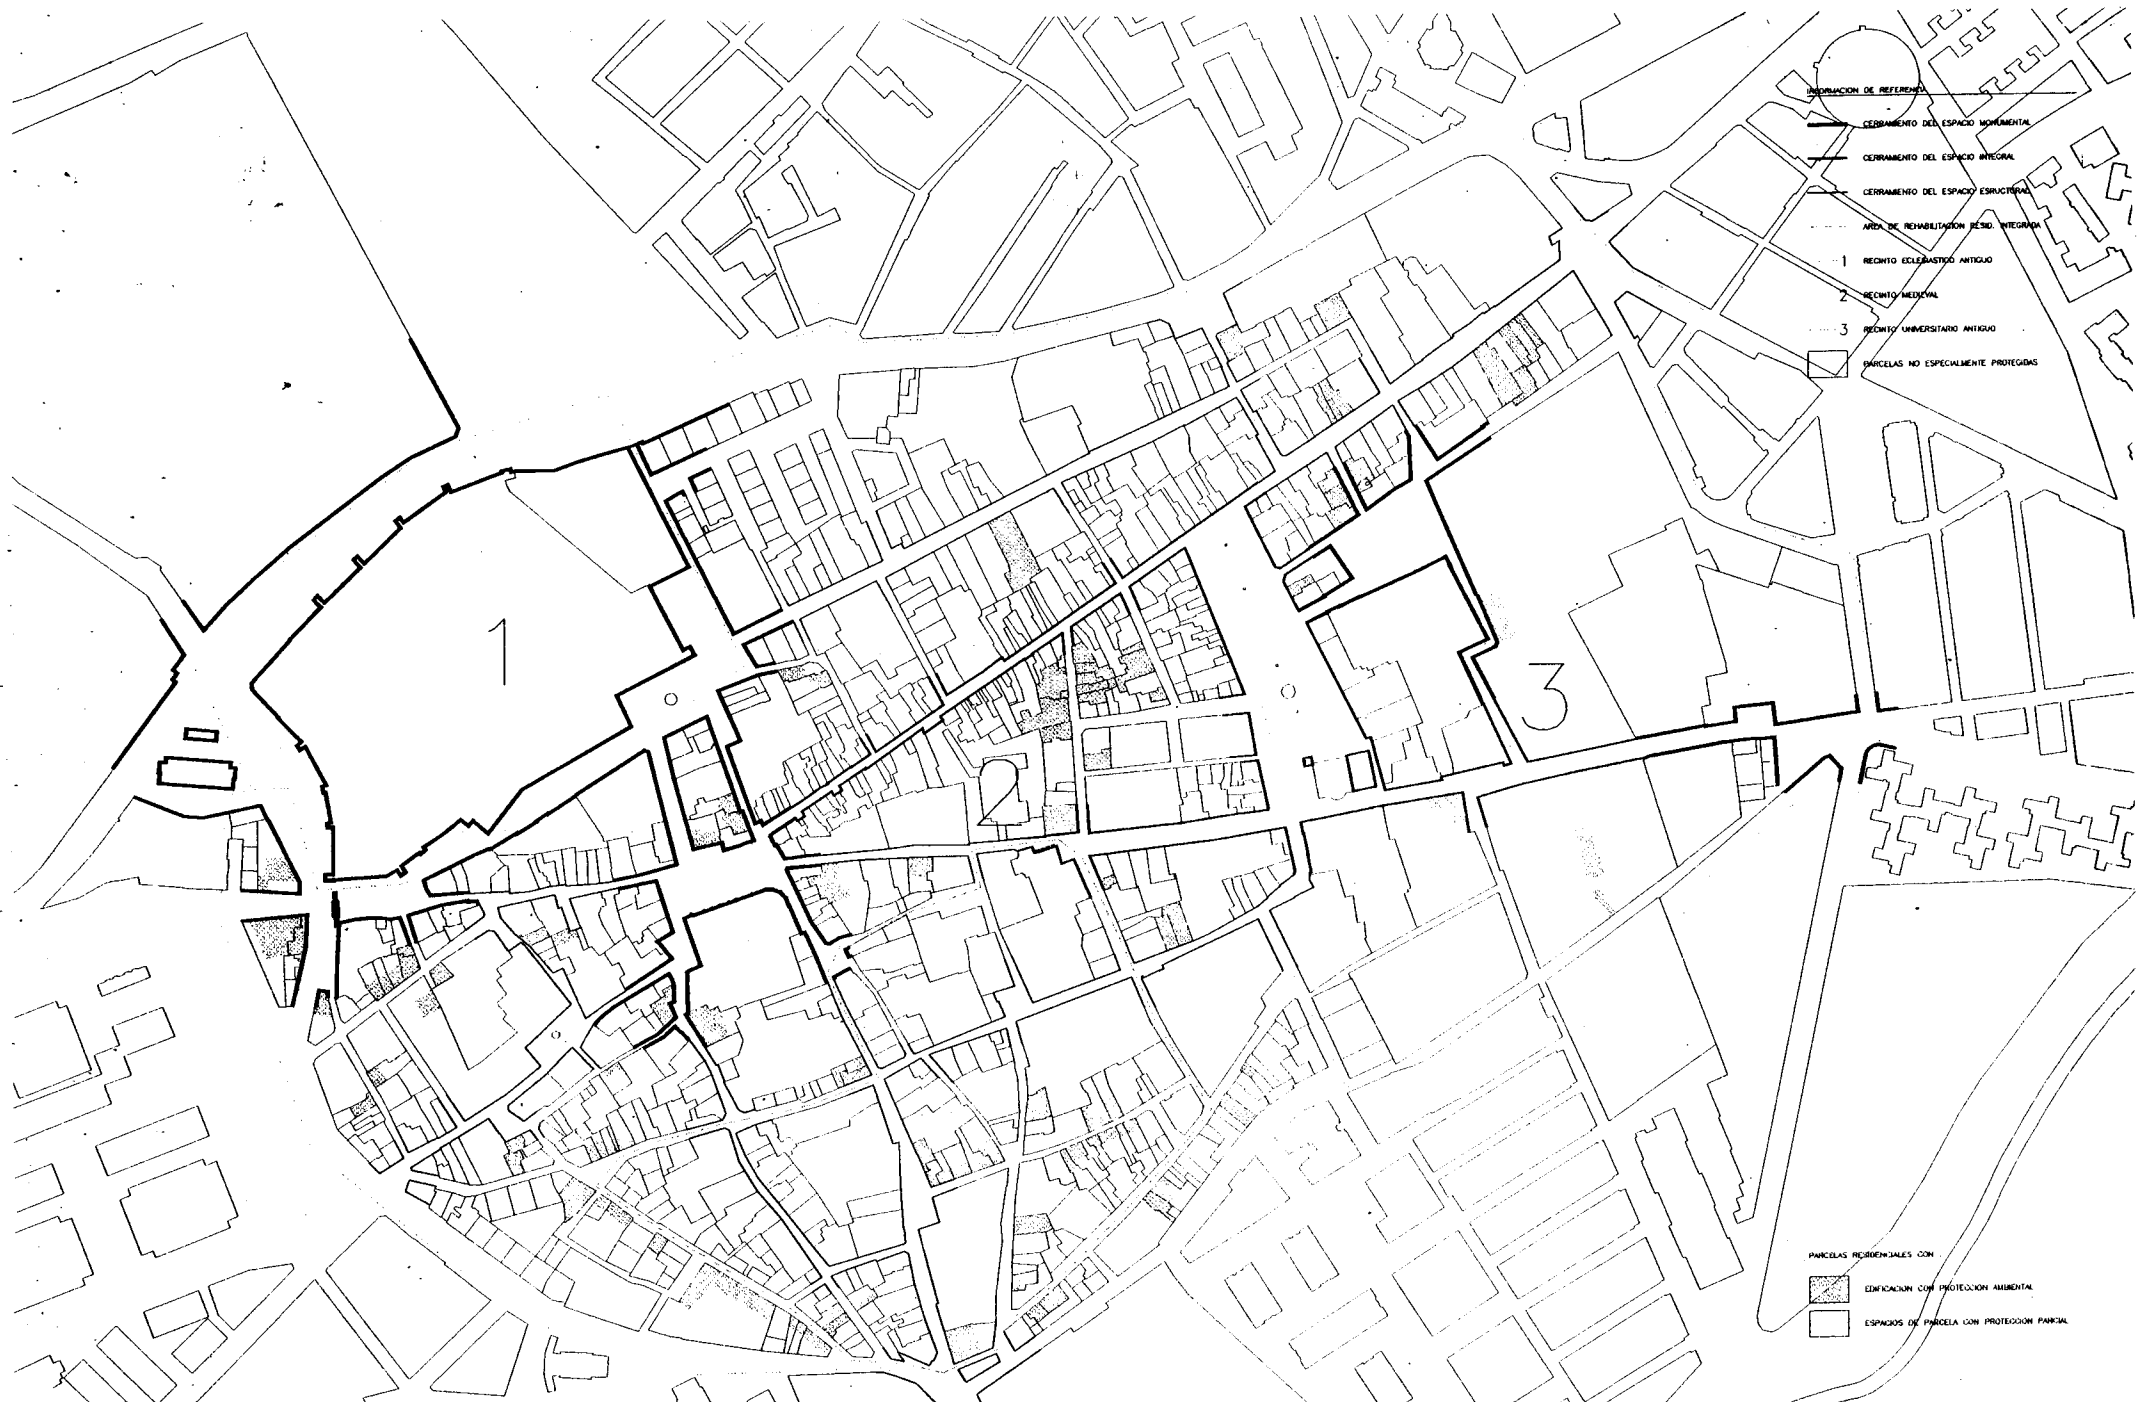 INFORMACION DE REFERENCIA
CERRAMIENTO DEL ESPACIO MONUMENTAL
CERRAMIENTO DEL ESPACIO INTEGRAL
CERRAMIENTO DEL ESPACIO ESRUCTURAL
AREA DE REHABILITACION RESID. INTEGRADA
1 RECINTO ECLESIASTICO ANTIGUO
2 RECINTO MEDIEVAL
3 RECINTO UNIVERSITARIO ANTIGUO
PARCELAS NO ESPECIALMENTE PROTEGIDAS
1
3
2
PARCELAS RESIDENCIALES CON
EDIFICACION CON PROTECCION AMBIENTAL
ESPACIOS DE PARCELA CON PROTECCION PARCIAL